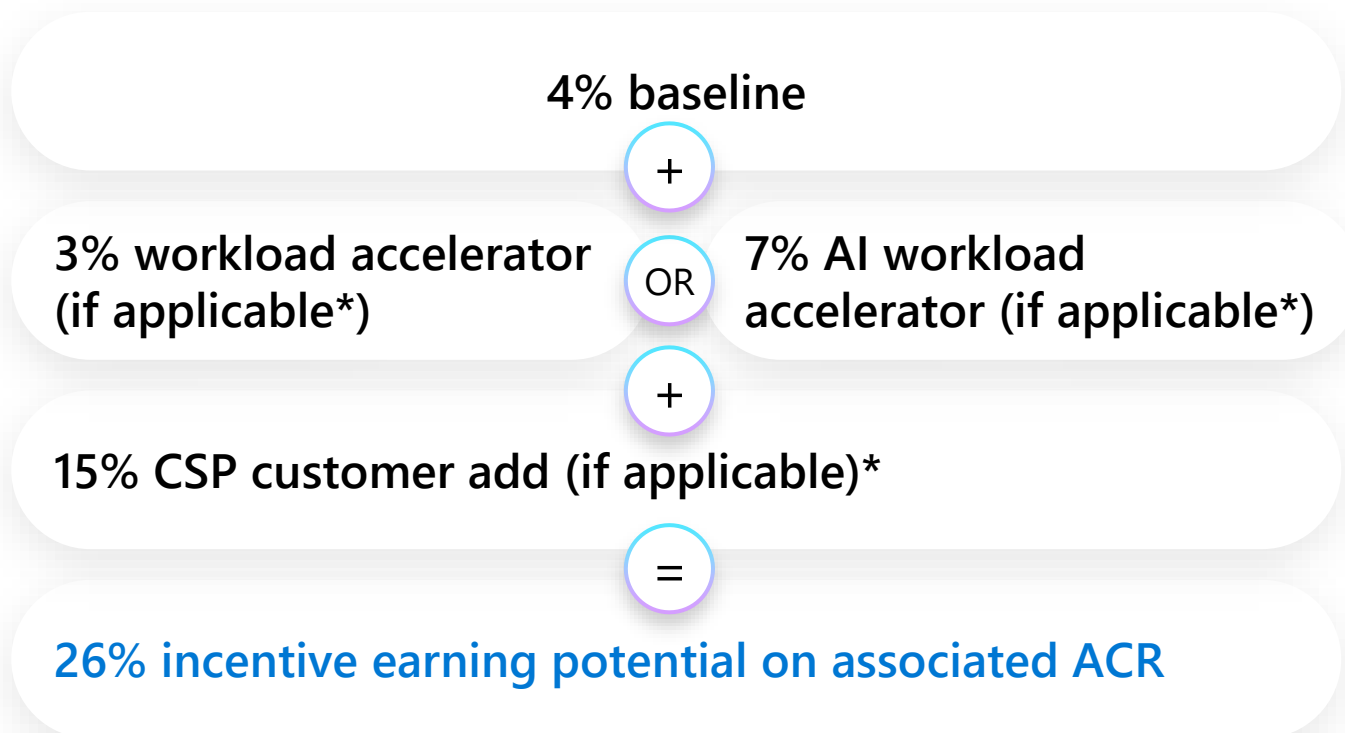 4% baseline
+
3% workload accelerator
(if applicable*)
OR
7% AI workload
accelerator (if applicable*)
+
15% CSP customer add (if applicable)*
=
26% incentive earning potential on associated ACR